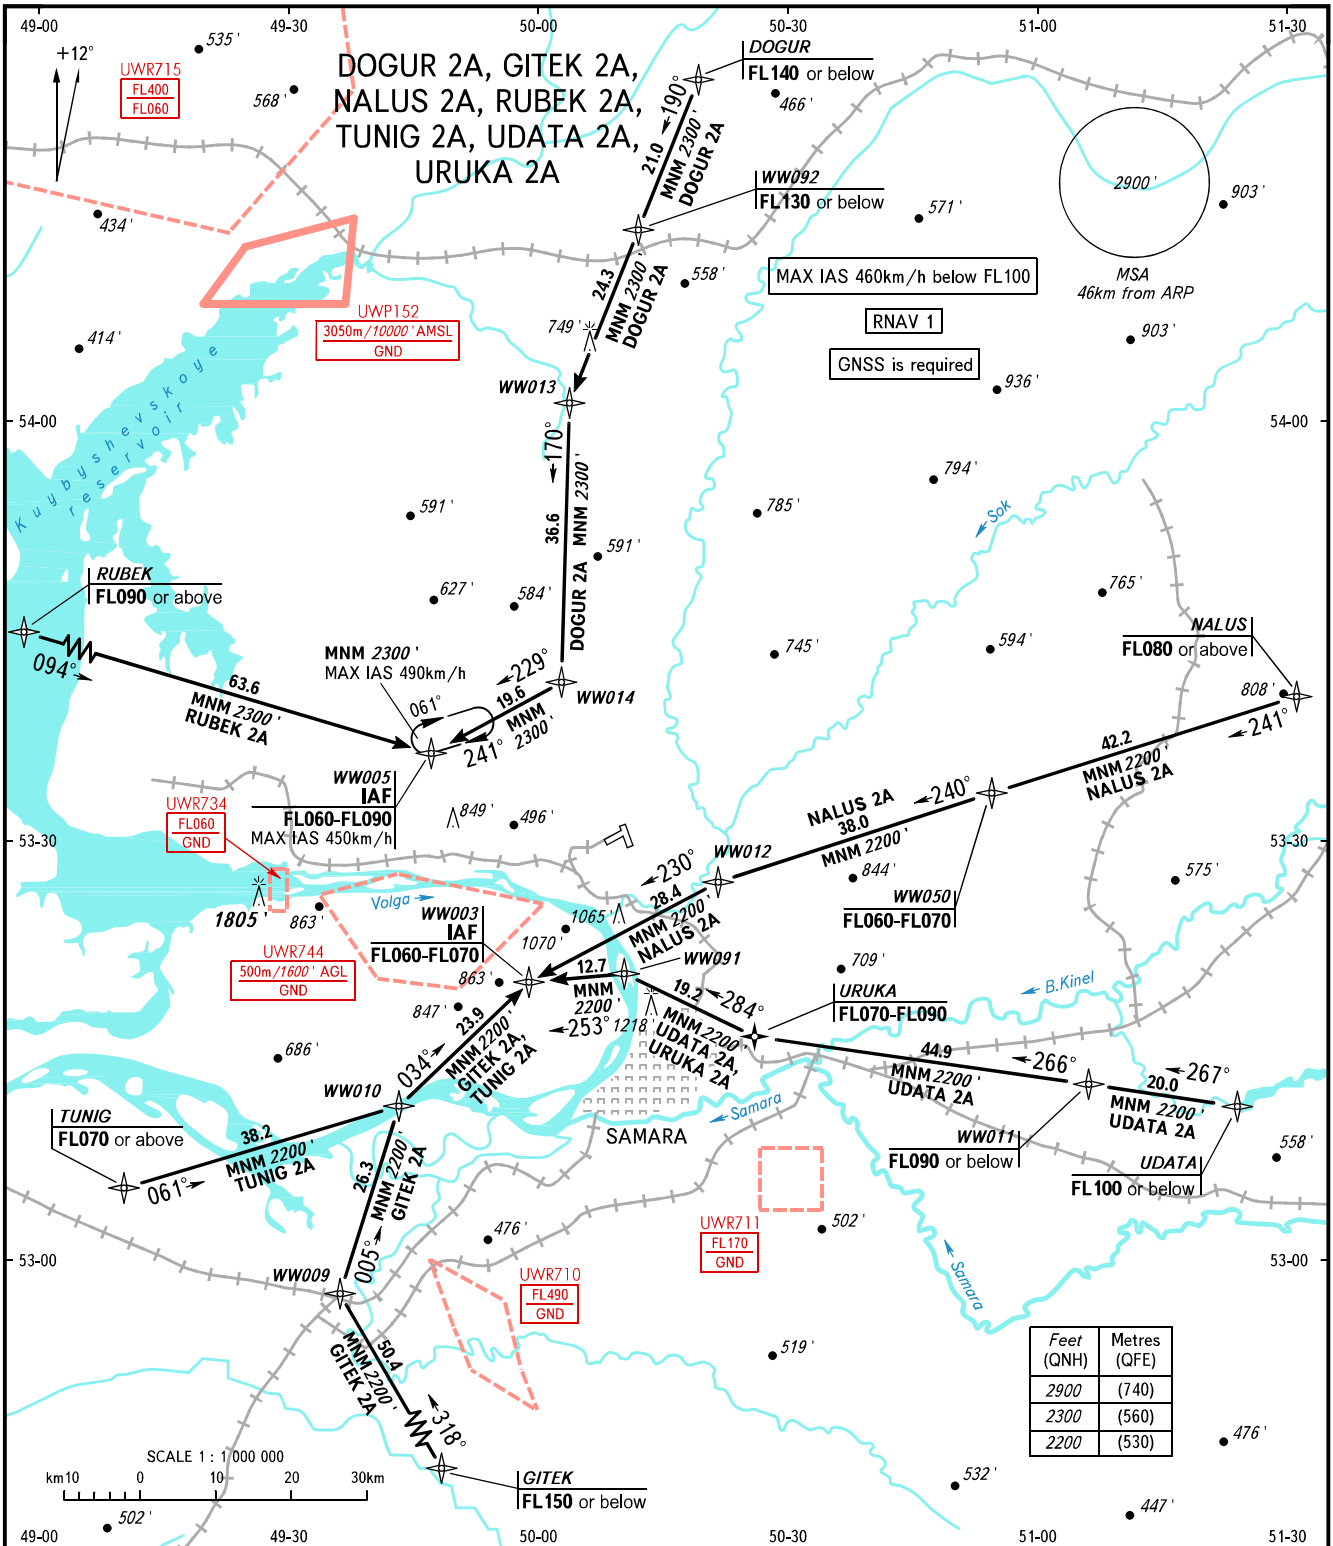 49-00
49-30
50-00
50-30
51-00
51-30
+12°
535 '
UWR715
FL400
FL060
568 '
434 '
DOGUR 2A, GITEK 2A,
NALUS 2A, RUBEK 2A,
TUNIG 2A, UDATA 2A,
URUKA 2A
DOGUR
FL140 or below
466 '
190°
21.0
MNM 2300 '
DOGUR 2A
WW092
FL130 or below
571 '
2900 '
903 '
MSA
46km from ARP
903 '
558 '
MAX IAS 460km/h below FL100
RNAV 1
GNSS is required
936 '
24.3
MNM 2300 '
DOGUR 2A
749 '
UWP152
3050m/10000 ' AMSL
GND
414 '
Kuybyshevskoye
reservoir
WW013
54-00
54-00
170°
36.6
DOGUR 2A MNM 2300 '
794 '
785 '
Sok
591 '
591 '
RUBEK
FL090 or above
627 '
584 '
765 '
745 '
594 '
NALUS
FL080 or above
808 '
094°
63.6
MNM 2300 '
RUBEK 2A
MNM 2300 '
MAX IAS 490km/h
061°
229°
19.6
MNM
2300 '
241°
WW014
241°
42.2
MNM 2200 '
NALUS 2A
WW005
IAF
FL060-FL090
MAX IAS 450km/h
849 '
496 '
UWR734
FL060
GND
53-30
53-30
NALUS 2A
240°
38.0
MNM 2200 '
WW012
844 '
575 '
WW050
FL060-FL070
230°
28.4
MNM 2200 '
NALUS 2A
1805 '
863 '
Volga
WW003
IAF
FL060-FL070
1065 '
1070 '
UWR744
500m/1600 ' AGL
GND
863 '
847 '
WW091
12.7
MNM
2200 '
253°
1218 '
709 '
B.Kinel
19.2
284°
MNM 2200 '
UDATA 2A,
URUKA 2A
URUKA
FL070-FL090
686 '
23.9
034°
MNM 2200 '
GITEK 2A,
TUNIG 2A
44.9
266°
MNM 2200 '
UDATA 2A
267°
20.0
MNM 2200 '
UDATA 2A
WW010
TUNIG
FL070 or above
38.2
MNM 2200 '
TUNIG 2A
061°
SAMARA
Samara
WW011
FL090 or below
UDATA
FL100 or below
558 '
26.3
MNM 2200 '
GITEK 2A
005°
476 '
UWR711
FL170
GND
502 '
53-00
53-00
WW009
UWR710
FL490
GND
Samara
50.4
MNM 2200 '
GITEK 2A
318°
519 '
Feet Metres
(QNH) (QFE)
2900 (740)
2300 (560)
2200 (530)
476 '
SCALE 1 : 1 000 000
km10 0 10 20 30km
GITEK
FL150 or below
532 '
447 '
502 '
49-00
49-30
50-00
50-30
51-00
51-30